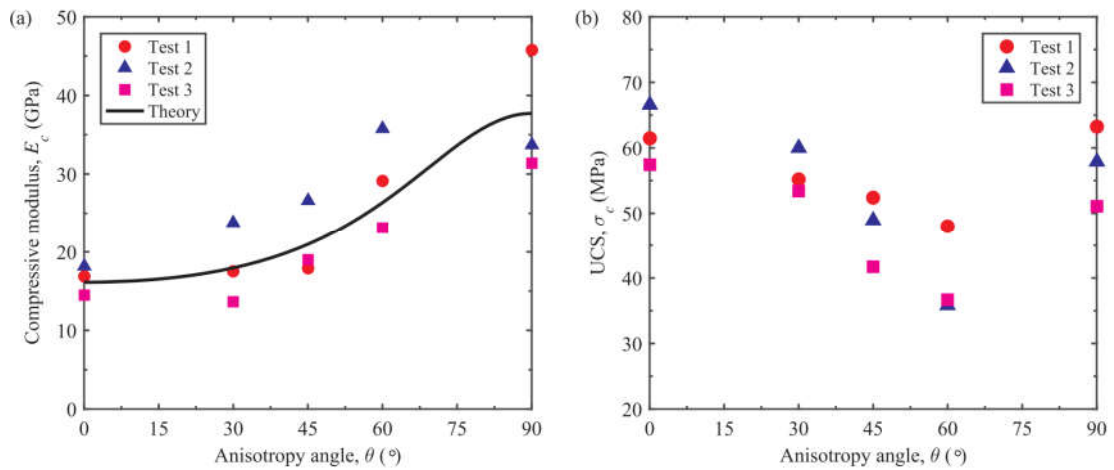 (a)
50
40
30
20
10
0
Compressive modulus, E_c (GPa)
Test 1
Test 2
Test 3
Theory
0 15 30 45 60 75 90
Anisotropy angle, θ (°)
(b)
80
70
60
50
40
30
20
UCS, σ_c (MPa)
Test 1
Test 2
Test 3
0 15 30 45 60 75 90
Anisotropy angle, θ (°)